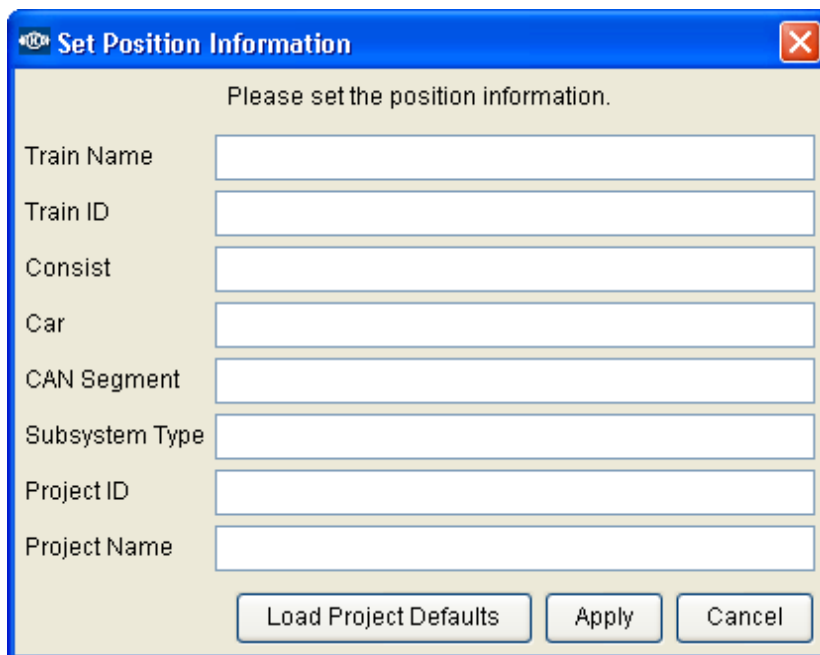 Set Position Information
Please set the position information.
Train Name
Train ID
Consist
Car
CAN Segment
Subsystem Type
Project ID
Project Name
Load Project Defaults Apply Cancel